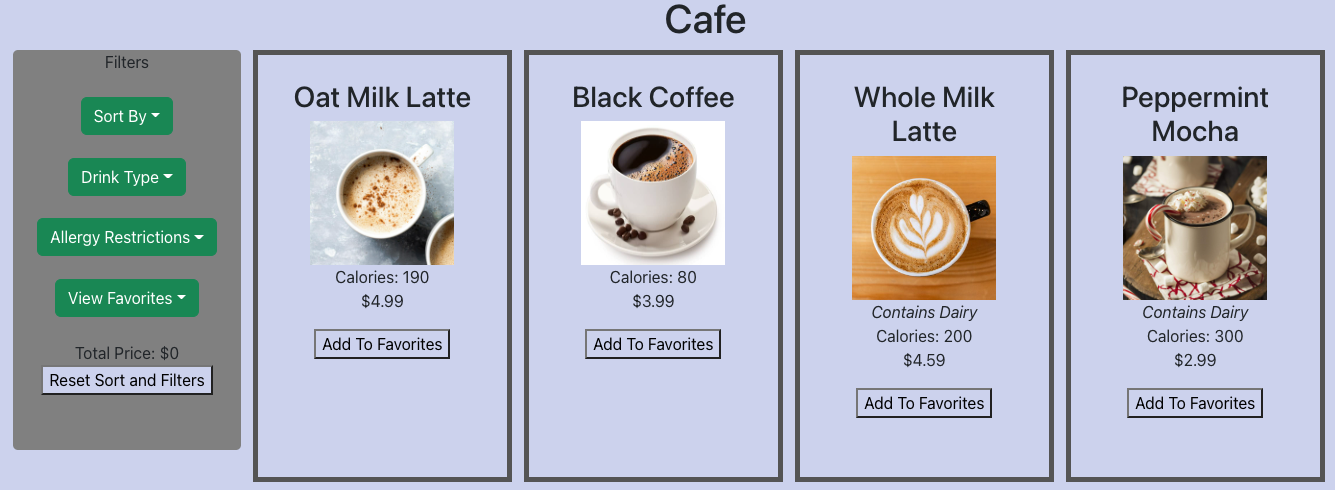 Cafe
Filters
Sort By
Drink Type
Allergy Restrictions
View Favorites
Total Price: $0
Reset Sort and Filters
Oat Milk Latte
Calories: 190
$4.99
Add To Favorites
Black Coffee
Calories: 80
$3.99
Add To Favorites
Whole Milk
Latte
Contains Dairy
Calories: 200
$4.59
Add To Favorites
Peppermint
Mocha
Contains Dairy
Calories: 300
$2.99
Add To Favorites